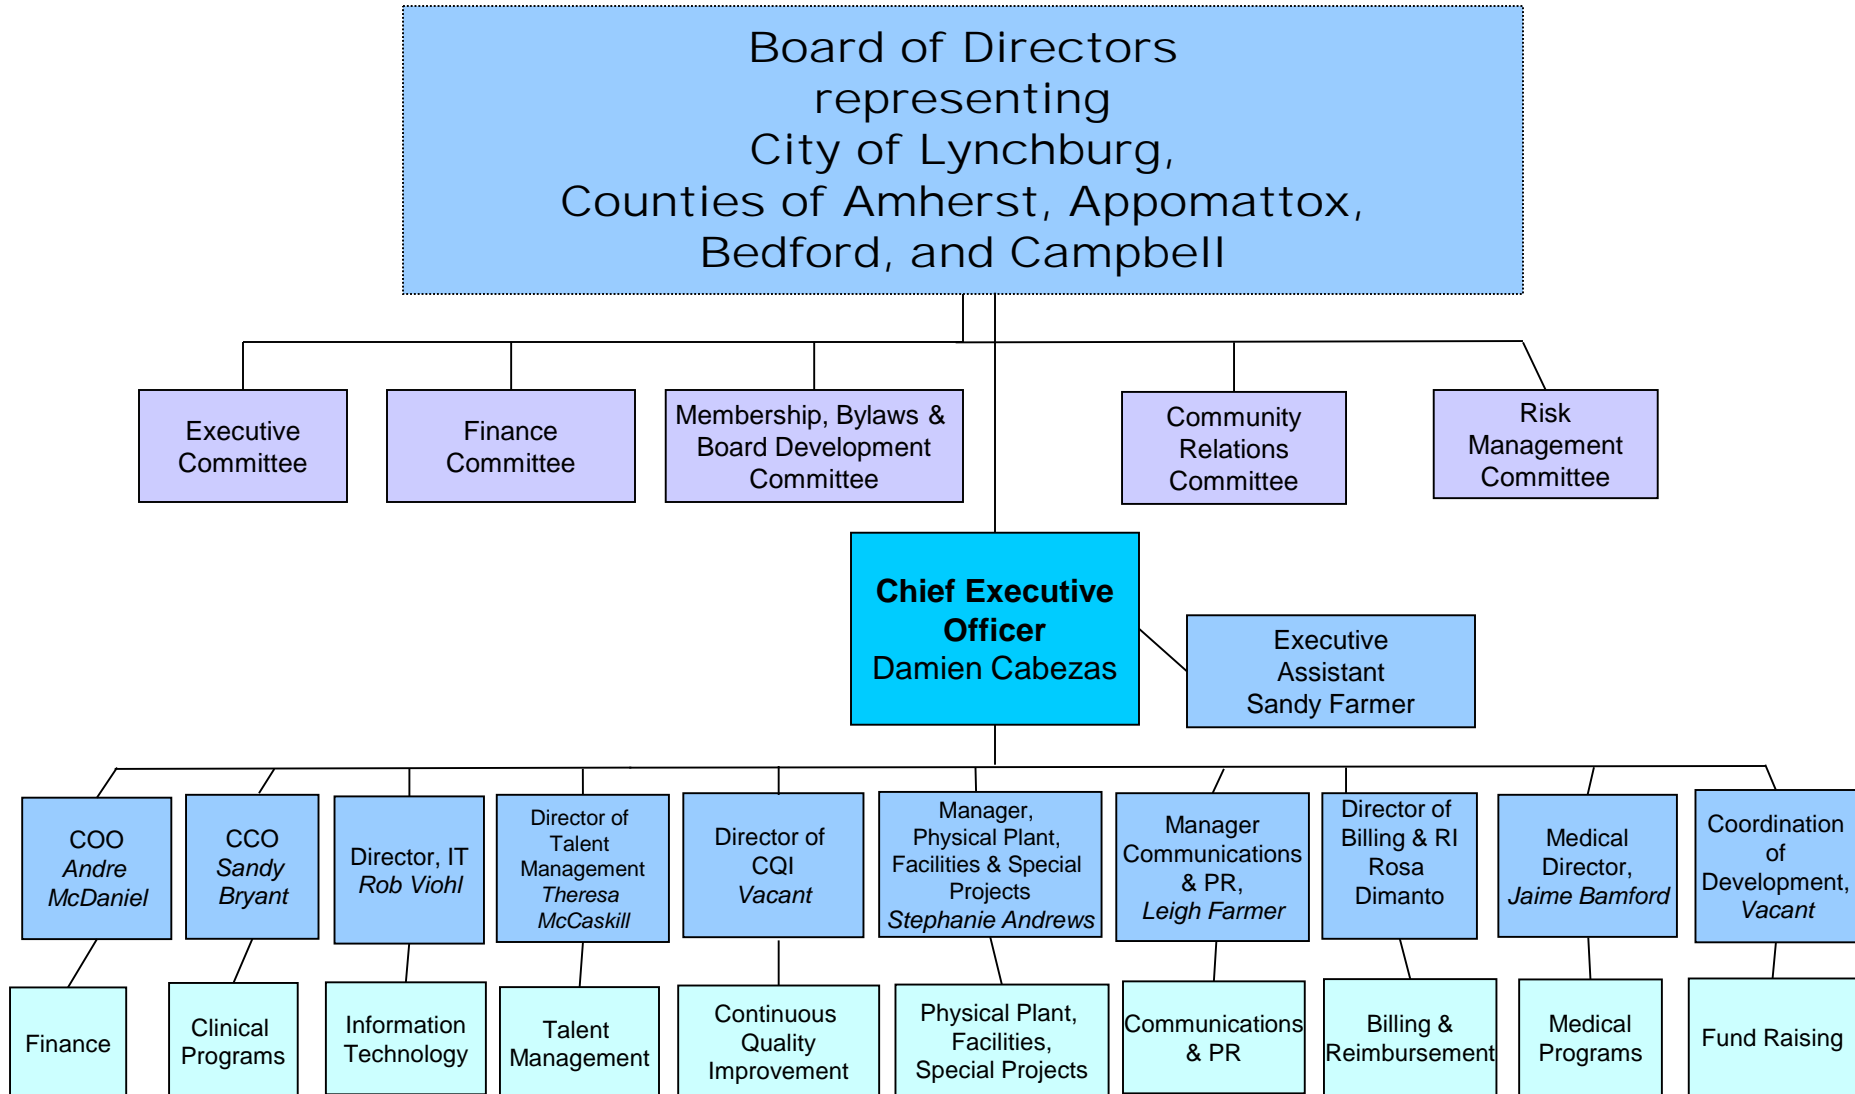 Board of Directors
representing
City of Lynchburg,
Counties of Amherst, Appomattox,
Bedford, and Campbell
Executive
Committee
Finance
Committee
Membership, Bylaws &
Board Development
Committee
Community
Relations
Committee
Risk
Management
Committee
Chief Executive
Officer
Damien Cabezas
Executive
Assistant
Sandy Farmer
COO
Andre
McDaniel
CCO
Sandy
Bryant
Director, IT
Rob Viohl
Director of
Talent
Management
Theresa
McCaskill
Director of
CQI
Vacant
Manager,
Physical Plant,
Facilities & Special
Projects
Stephanie Andrews
Manager
Communications
& PR,
Leigh Farmer
Director of
Billing & RI
Rosa
Dimanto
Medical
Director,
Jaime Bamford
Coordination
of
Development,
Vacant
Finance
Clinical
Programs
Information
Technology
Talent
Management
Continuous
Quality
Improvement
Physical Plant,
Facilities,
Special Projects
Communications
& PR
Billing &
Reimbursement
Medical
Programs
Fund Raising